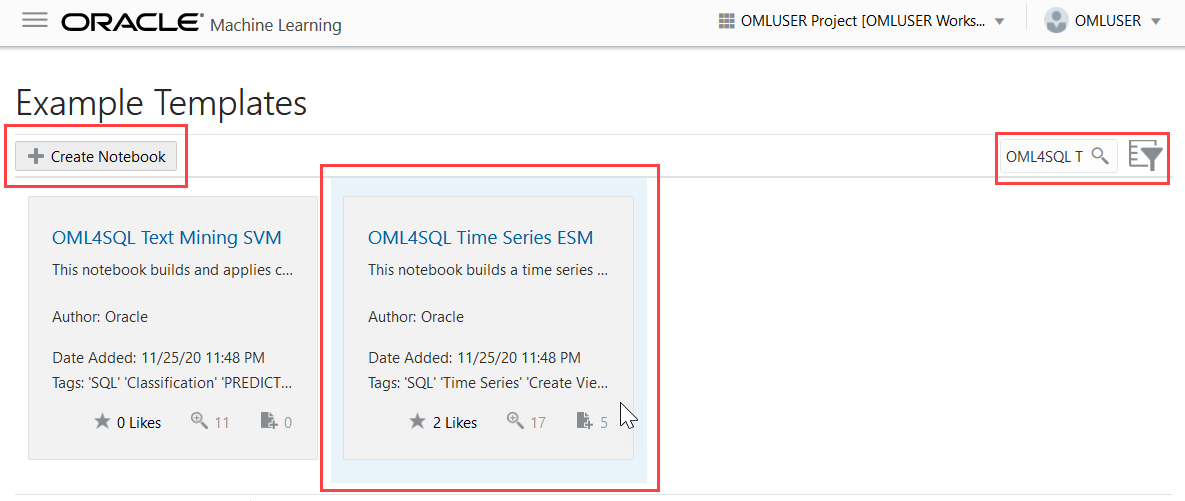 ORACLE® Machine Learning
OMLUSER Project [OMLUSER Works...
OMLUSER
Example Templates
Create Notebook
OML4SQL T
OML4SQL Text Mining SVM
This notebook builds and applies c...
Author: Oracle
Date Added: 11/25/20 11:48 PM
Tags: 'SQL' 'Classification' 'PREDICT...
0 Likes 11 0
OML4SQL Time Series ESM
This notebook builds a time series ...
Author: Oracle
Date Added: 11/25/20 11:48 PM
Tags: 'SQL' 'Time Series' 'Create Vie...
2 Likes 17 5